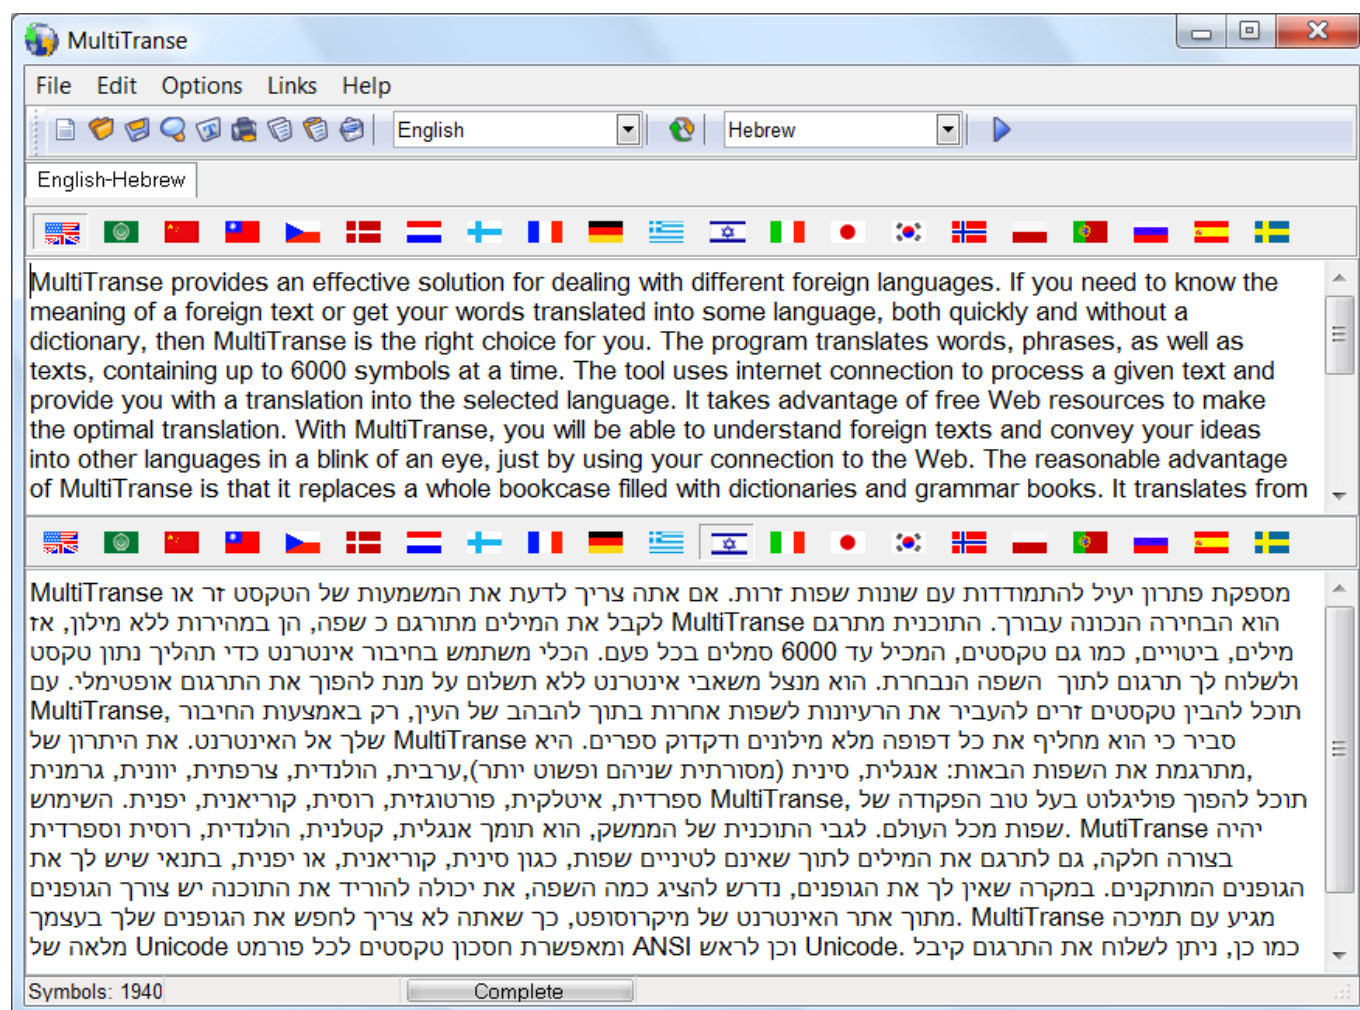 MultiTranse
File Edit Options Links Help
English Hebrew
English-Hebrew
MultiTranse provides an effective solution for dealing with different foreign languages. If you need to know the
meaning of a foreign text or get your words translated into some language, both quickly and without a
dictionary, then MultiTranse is the right choice for you. The program translates words, phrases, as well as
texts, containing up to 6000 symbols at a time. The tool uses internet connection to process a given text and
provide you with a translation into the selected language. It takes advantage of free Web resources to make
the optimal translation. With MultiTranse, you will be able to understand foreign texts and convey your ideas
into other languages in a blink of an eye, just by using your connection to the Web. The reasonable advantage
of MultiTranse is that it replaces a whole bookcase filled with dictionaries and grammar books. It translates from
מספקת פתרון יעיל להתמודדות עם שונות שפות זרות. אם אתה צריך לדעת את המשמעות של הטקסט זר או MultiTranse
הוא הבחירה הנכונה עבורך. התוכנית מתרגם MultiTranse לקבל את המילים מתורגם כ שפה, הן במהירות ללא מילון, אז
מילים, ביטויים, כמו גם טקסטים, המכיל עד 6000 סמלים בכל פעם. הכלי משתמש בחיבור אינטרנט כדי תהליך נתון טקסט
ולשלוח לך תרגום לתוך השפה הנבחרת. הוא מנצל משאבי אינטרנט ללא תשלום על מנת להפוך את התרגום אופטימלי. עם
תוכל להבין טקסטים זרים להעביר את הרעיונות לשפות אחרות בתוך להבהב של העין, רק באמצעות החיבור MultiTranse,
סביר כי הוא מחליף את כל דפופה מלא מילונים ודקדוק ספרים. היא MultiTranse שלך אל האינטרנט. את היתרון של
מתרגמת את השפות הבאות: אנגלית, סינית (מסורתית שניהם ופשוט יותר),ערבית, הולנדית, צרפתית, יוונית, גרמנית,
תוכל להפוך פוליגלוט בעל טוב הפקודה של MultiTranse, ספרדית, איטלקית, פורטוגזית, רוסית, קוריאנית, יפנית. השימוש
יהיה MutiTranse שפות מכל העולם. לגבי התוכנית של הממשק, הוא תומך אנגלית, קטלנית, הולנדית, רוסית וספרדית.
בצורה חלקה, גם לתרגם את המילים לתוך שאינם לטיניים שפות, כגון סינית, קוריאנית, או יפנית, בתנאי שיש לך את
הגופנים המותקנים. במקרה שאין לך את הגופנים, נדרש להציג כמה השפה, את יכולה להוריד את התוכנה יש צורך הגופנים
מגיע עם תמיכה MultiTranse מתוך אתר האינטרנט של מיקרוסופט, כך שאתה לא צריך לחפש את הגופנים שלך בעצמך.
כמו כן, ניתן לשלוח את התרגום קיבל .Unicode וכן לראש ANSI ומאפשרת חסכון טקסטים לכל פורמט Unicode מלאה של
Symbols: 1940 Complete